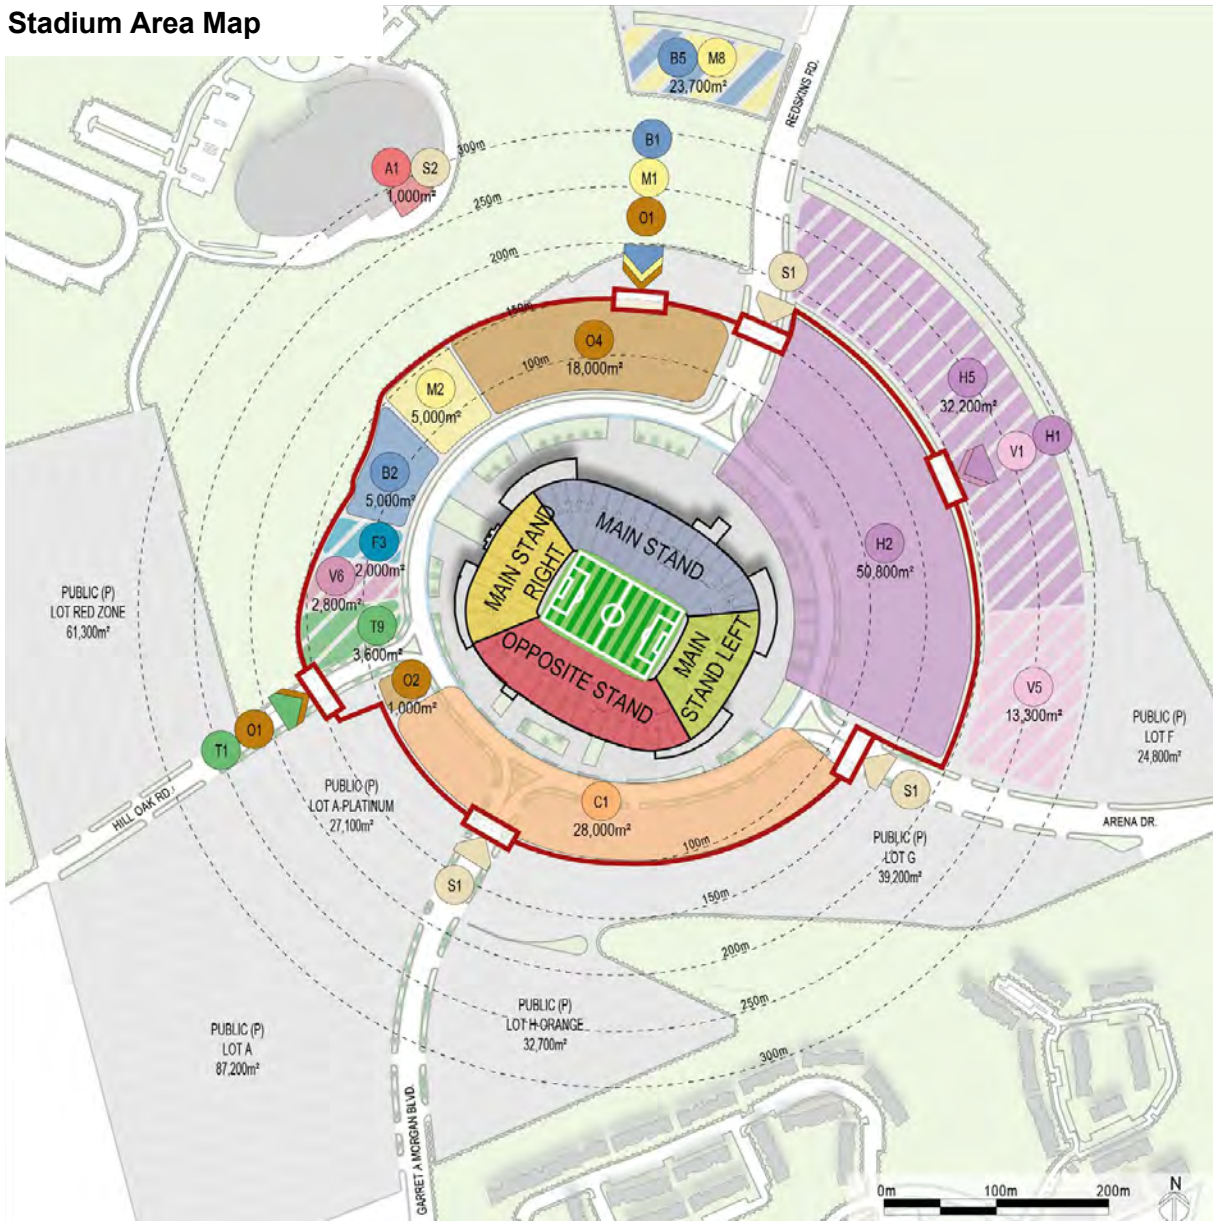 Stadium Area Map
B5
M8
23,700m²
REDSKINS RD.
B1
300m
A1
S2
1,000m²
M1
250m
O1
200m
S1
150m
O4
18,000m²
100m
M2
5,000m²
H5
32,200m²
V1
H1
B2
5,000m²
MAIN STAND
MAIN STAND
RIGHT
F3
2,000m²
H2
50,800m²
V6
2,800m²
PUBLIC (P)
LOT RED ZONE
61,300m²
T9
3,600m²
OPPOSITE STAND
MAIN
STAND LEFT
O2
1,000m²
V5
13,300m²
PUBLIC (P)
LOT F
24,800m²
O1
T1
HILL OAK RD.
PUBLIC (P)
LOT A-PLATINUM
27,100m²
C1
28,000m²
S1
ARENA DR.
100m
PUBLIC (P)
LOT G
39,200m²
S1
150m
200m
250m
300m
PUBLIC (P)
LOT H-ORANGE
32,700m²
PUBLIC (P)
LOT A
87,200m²
GARRET A MORGAN BLVD.
0m
100m
200m
N